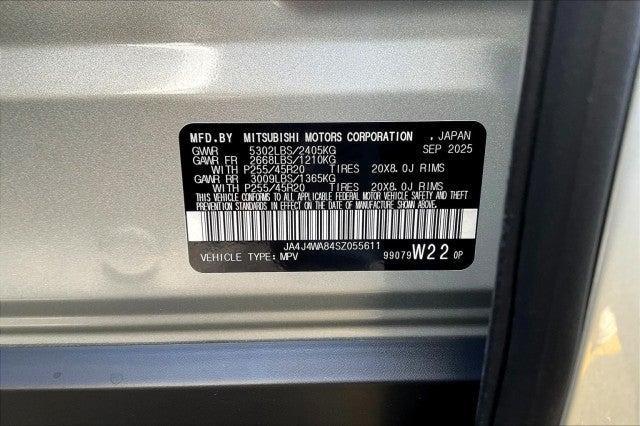 MFD.BY MITSUBISHI MOTORS CORPORATION , JAPAN
GVWR 5302LBS/2405KG SEP 2025
GAWR FR 2668LBS/1210KG
WITH P255/45R20 TIRES 20X8.0J RIMS
GAWR RR 3009LBS/1365KG
WITH P255/45R20 TIRES 20X8.0J RIMS
THIS VEHICLE CONFORMS TO ALL APPLICABLE FEDERAL MOTOR VEHICLE SAFETY AND THEFT
PREVENTION STANDARDS IN EFFECT ON THE DATE OF MANUFACTURE SHOWN ABOVE.
JA4J4WA84SZ055611
VEHICLE TYPE: MPV 99079 W22 0P